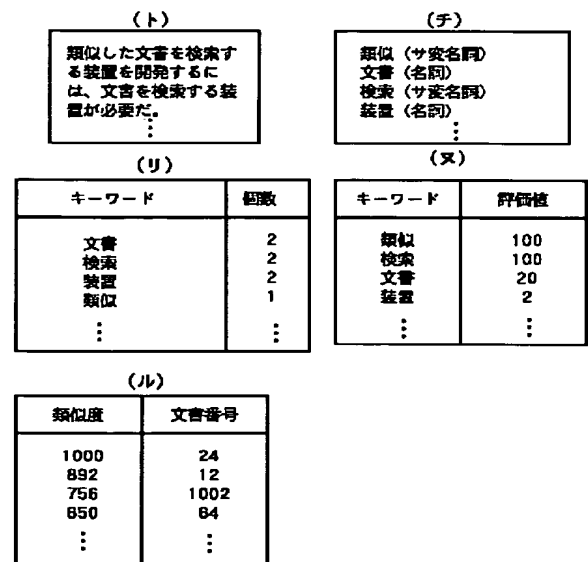 (ト)
類似した文書を検索す
る装置を開発するに
は、文書を検索する装
置が必要だ。
⋮
(チ)
類似（サ変名詞）
文書（名詞）
検索（サ変名詞）
装置（名詞）
⋮
(リ)
キーワード 個数
文書 2
検索 2
装置 2
類似 1
⋮ ⋮
(ヌ)
キーワード 評価値
類似 100
検索 100
文書 20
装置 2
⋮ ⋮
(ル)
類似度 文書番号
1000 24
892 12
756 1002
650 64
⋮ ⋮